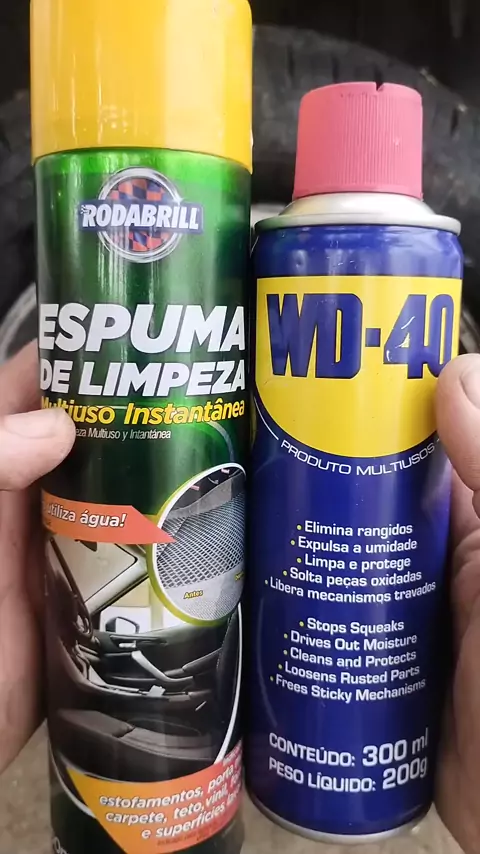 RODABRILL
ESPUMA
DE LIMPEZA
Multiuso Instantânea
Multiuso y Intantánea
utiliza água!
Antes
estofamentos, porta
carpete, teto, vinil,
e superfícies
WD-40
PRODUTO MULTIUSOS
• Elimina rangidos
• Expulsa a umidade
• Limpa e protege
• Solta peças oxidadas
• Libera mecanismos travados
• Stops Squeaks
• Drives Out Moisture
• Cleans and Protects
• Loosens Rusted Parts
• Frees Sticky Mechanisms
CONTEÚDO: 300 ml
PESO LÍQUIDO: 200g